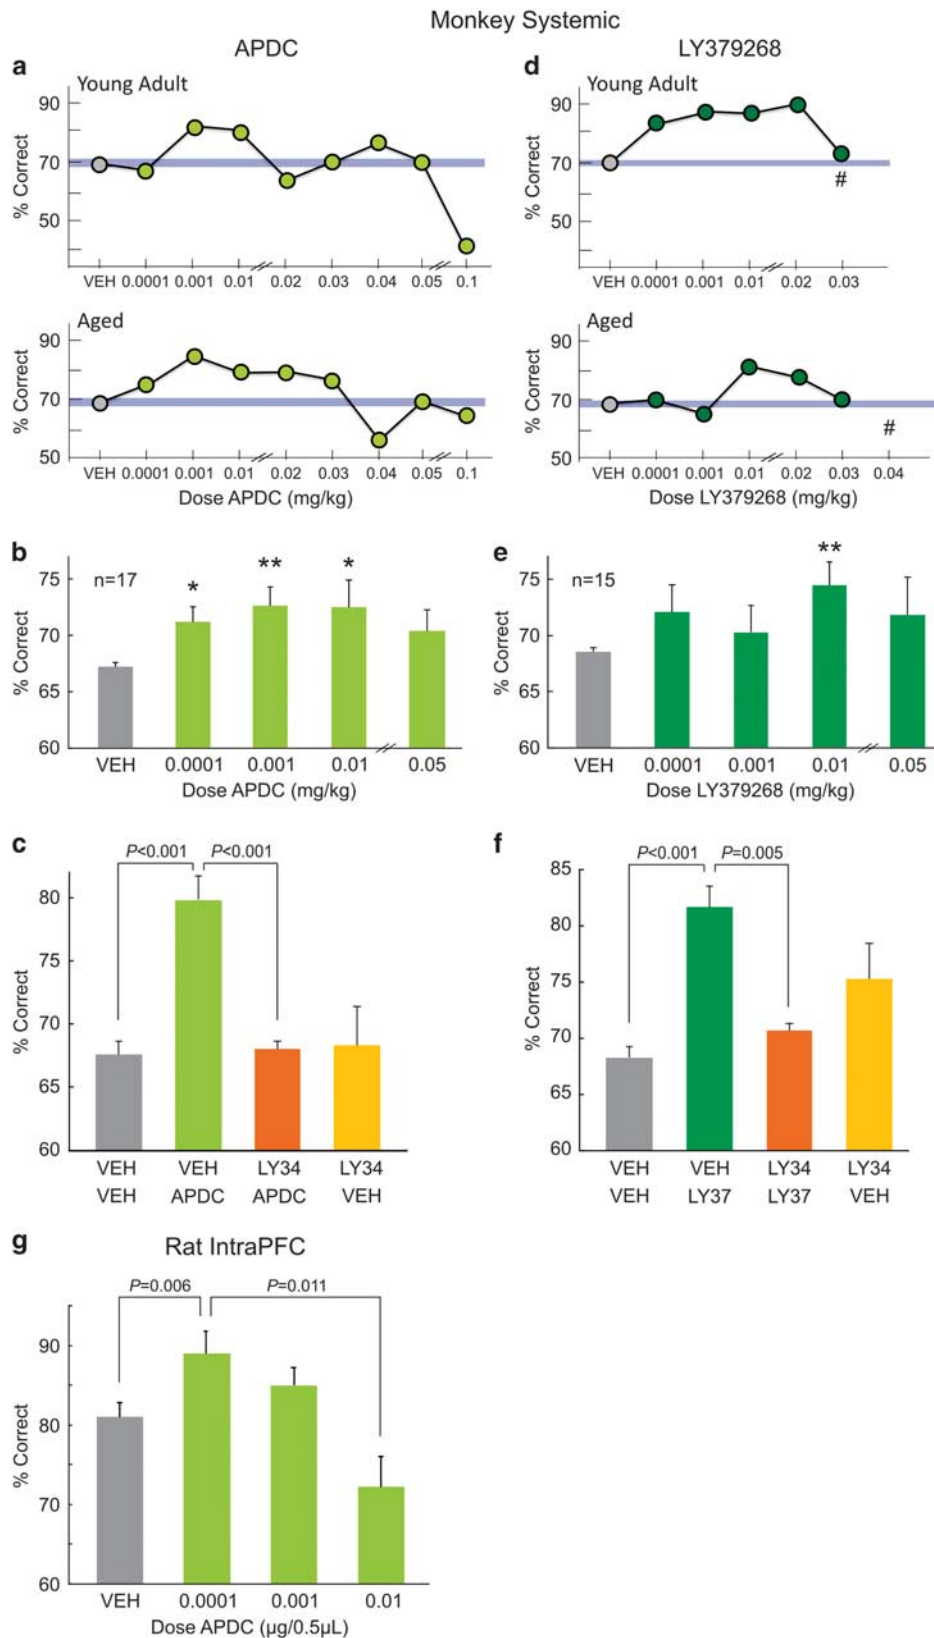 Monkey Systemic
APDC
LY379268
a
Young Adult
% Correct
90
70
50
VEH 0.0001 0.001 0.01 0.02 0.03 0.04 0.05 0.1
Aged
% Correct
90
70
50
VEH 0.0001 0.001 0.01 0.02 0.03 0.04 0.05 0.1
Dose APDC (mg/kg)
d
Young Adult
% Correct
90
70
50
#
VEH 0.0001 0.001 0.01 0.02 0.03
Aged
% Correct
90
70
50
#
VEH 0.0001 0.001 0.01 0.02 0.03 0.04
Dose LY379268 (mg/kg)
b
n=17
* ** *
% Correct
75
70
65
60
VEH 0.0001 0.001 0.01 0.05
Dose APDC (mg/kg)
e
n=15
**
% Correct
75
70
65
60
VEH 0.0001 0.001 0.01 0.05
Dose LY379268 (mg/kg)
c
P<0.001 P<0.001
% Correct
80
75
70
65
60
VEH VEH LY34 LY34
VEH APDC APDC VEH
f
P<0.001 P=0.005
% Correct
85
80
75
70
65
60
VEH VEH LY34 LY34
VEH LY37 LY37 VEH
g
Rat IntraPFC
P=0.006 P=0.011
% Correct
90
80
70
60
VEH 0.0001 0.001 0.01
Dose APDC (µg/0.5µL)